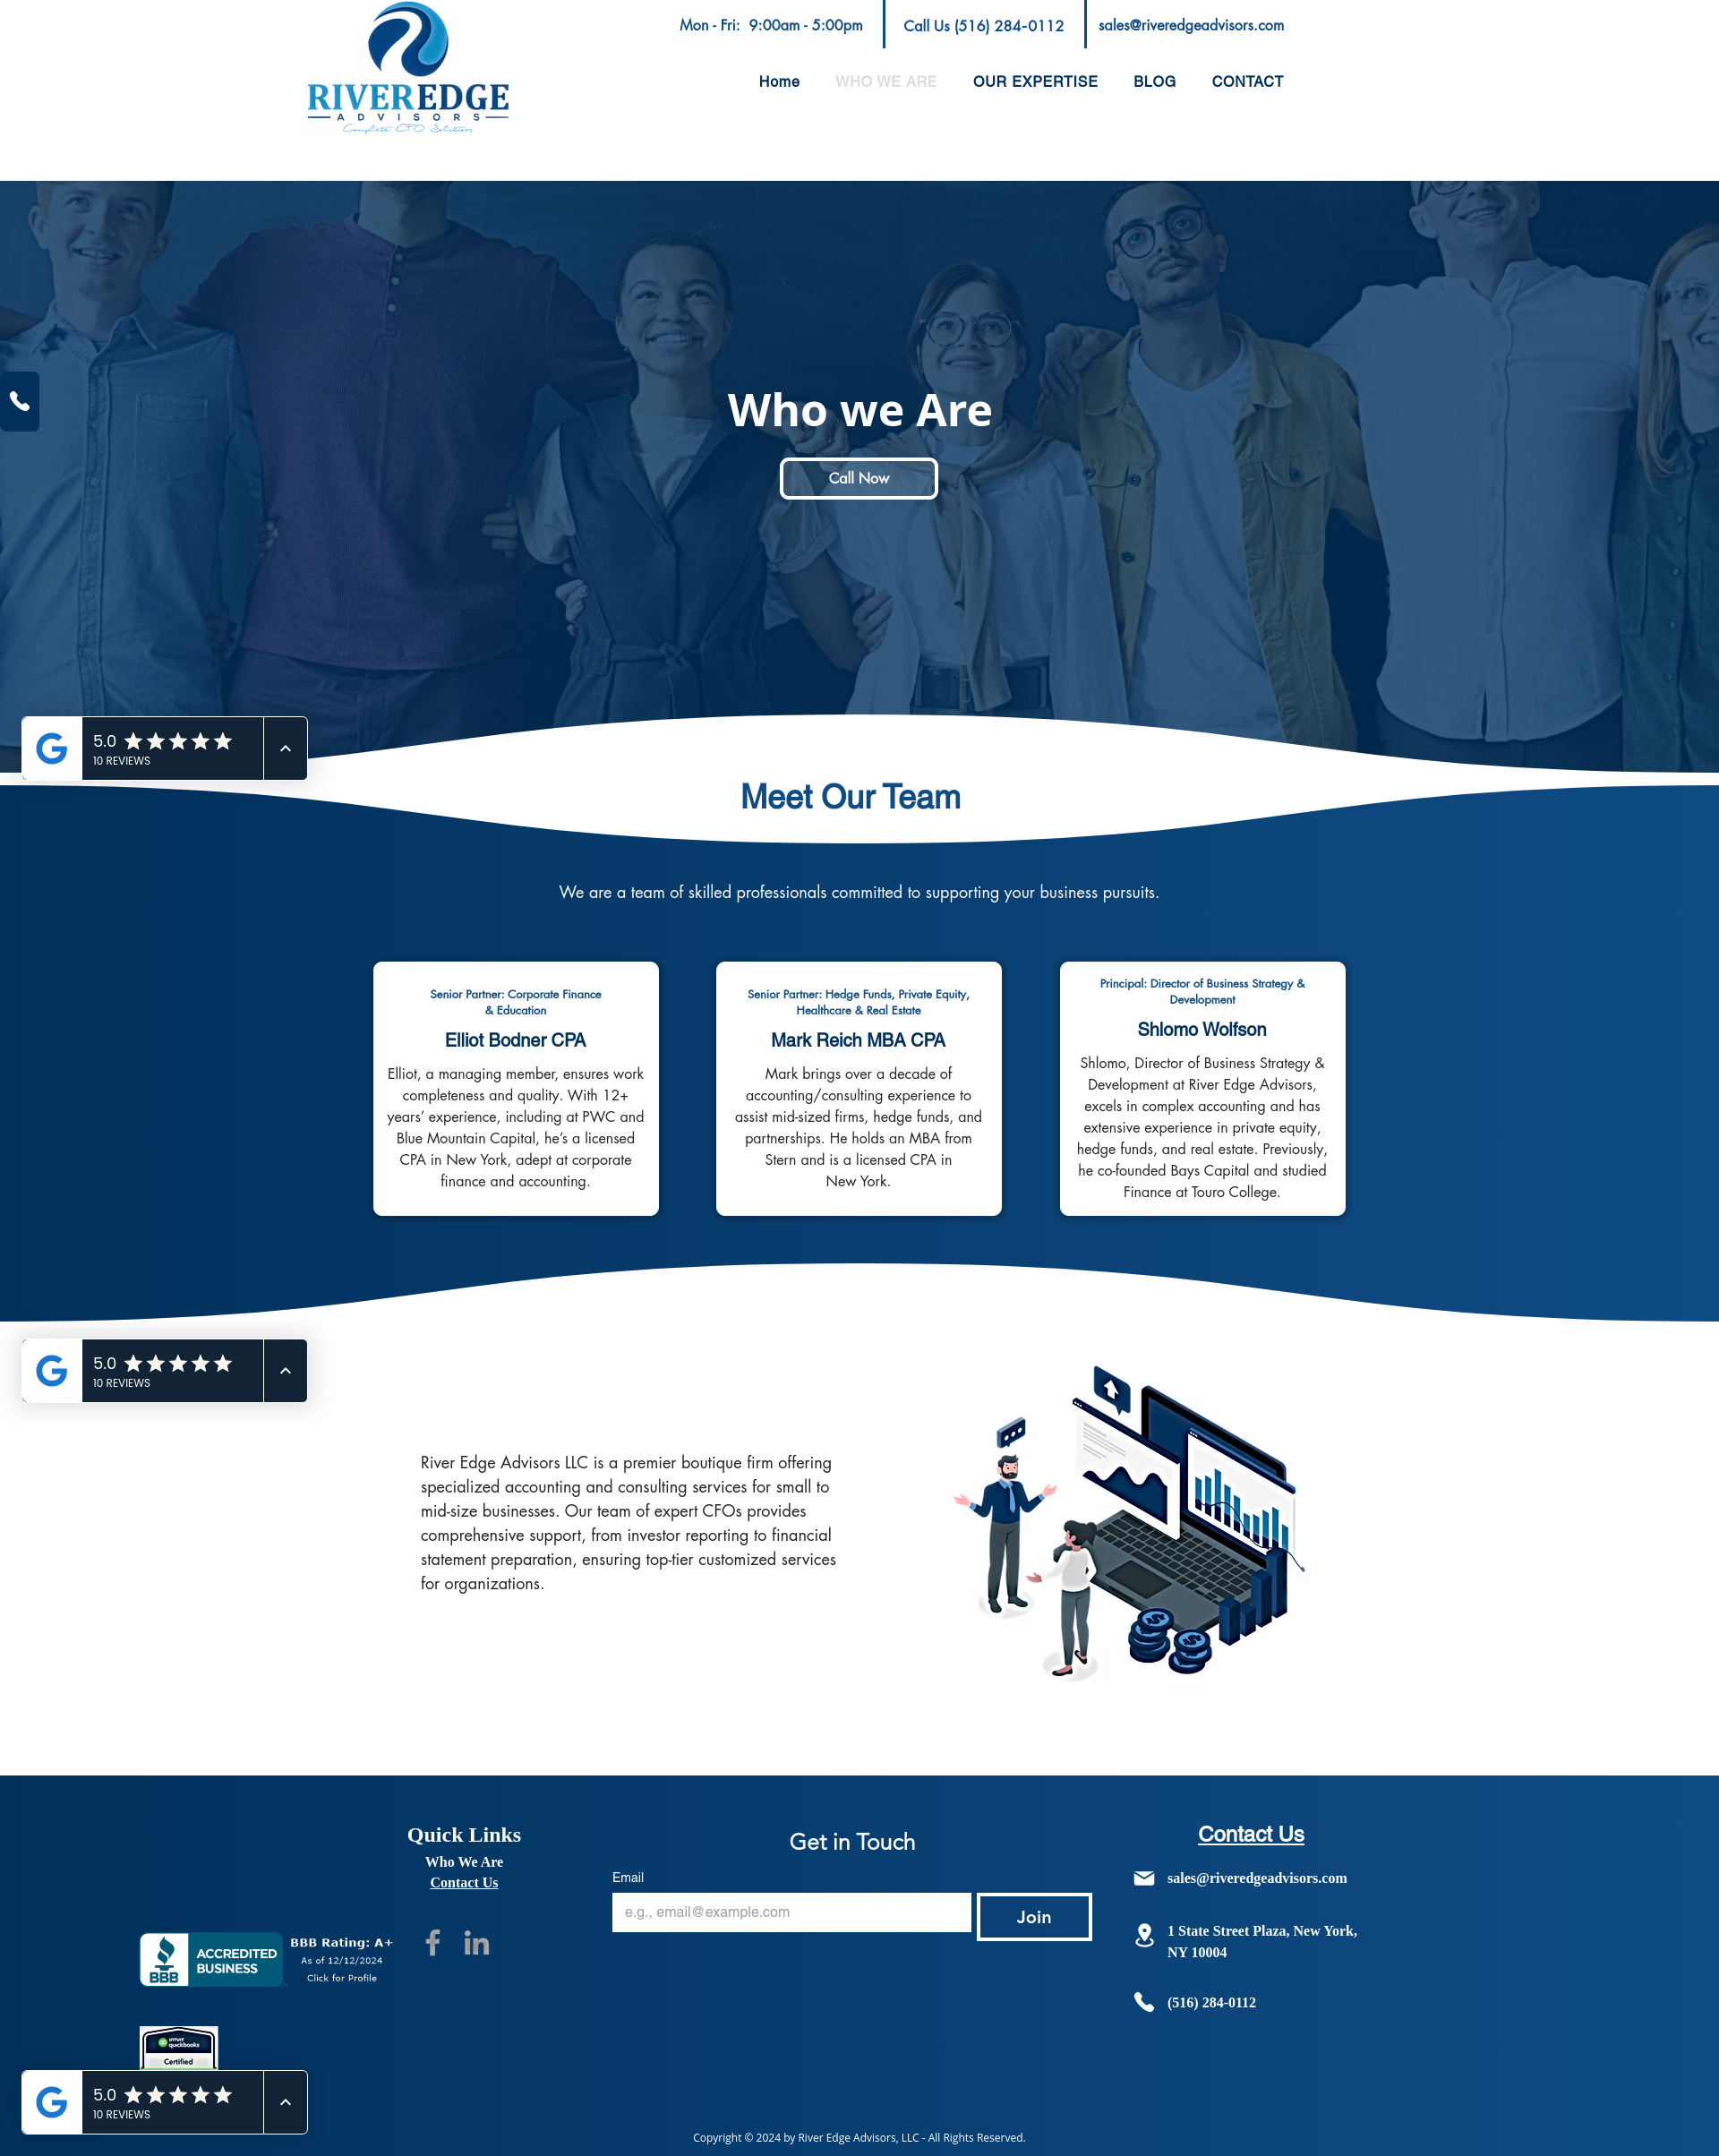 RIVEREDGE
ADVISORS
Complete CFO Solutions
Mon - Fri: 9:00am - 5:00pm
Call Us (516) 284-0112
sales@riveredgeadvisors.com
Home
WHO WE ARE
OUR EXPERTISE
BLOG
CONTACT
Who we Are
Call Now
5.0
10 REVIEWS
Meet Our Team
We are a team of skilled professionals committed to supporting your business pursuits.
Senior Partner: Corporate Finance
& Education
Elliot Bodner CPA
Elliot, a managing member, ensures work
completeness and quality. With 12+
years’ experience, including at PWC and
Blue Mountain Capital, he’s a licensed
CPA in New York, adept at corporate
finance and accounting.
Senior Partner: Hedge Funds, Private Equity,
Healthcare & Real Estate
Mark Reich MBA CPA
Mark brings over a decade of
accounting/consulting experience to
assist mid-sized firms, hedge funds, and
partnerships. He holds an MBA from
Stern and is a licensed CPA in
New York.
Principal: Director of Business Strategy &
Development
Shlomo Wolfson
Shlomo, Director of Business Strategy &
Development at River Edge Advisors,
excels in complex accounting and has
extensive experience in private equity,
hedge funds, and real estate. Previously,
he co-founded Bays Capital and studied
Finance at Touro College.
5.0
10 REVIEWS
River Edge Advisors LLC is a premier boutique firm offering
specialized accounting and consulting services for small to
mid-size businesses. Our team of expert CFOs provides
comprehensive support, from investor reporting to financial
statement preparation, ensuring top-tier customized services
for organizations.
Quick Links
Who We Are
Contact Us
BBB
ACCREDITED
BUSINESS
BBB Rating: A+
As of 12/12/2024
Click for Profile
intuit
quickbooks
Certified
5.0
10 REVIEWS
Get in Touch
Email
e.g., email@example.com
Join
Contact Us
sales@riveredgeadvisors.com
1 State Street Plaza, New York,
NY 10004
(516) 284-0112
Copyright © 2024 by River Edge Advisors, LLC - All Rights Reserved.